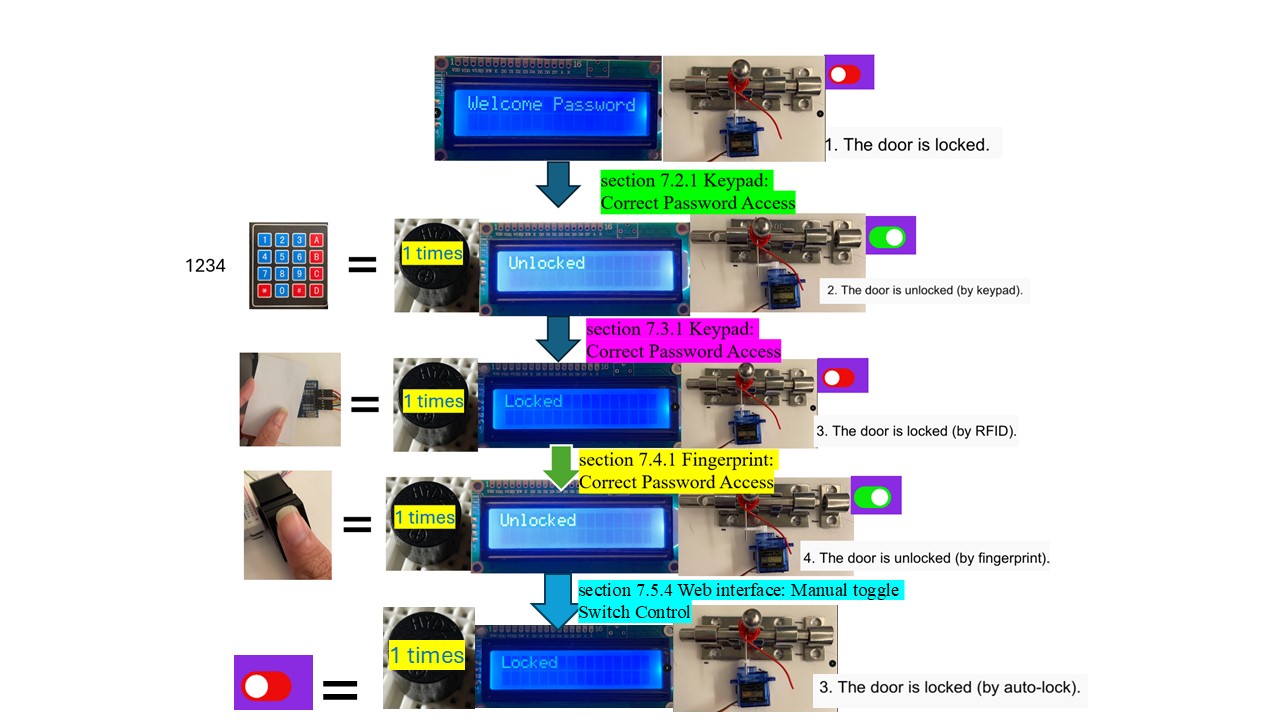 Welcome Password
1. The door is locked.
section 7.2.1 Keypad:
Correct Password Access
1234
1 2 3 A
4 5 6 B
7 8 9 C
* 0 # D
1 times
16
Unlocked
2. The door is unlocked (by keypad).
section 7.3.1 Keypad:
Correct Password Access
1 times
Locked
3. The door is locked (by RFID).
section 7.4.1 Fingerprint:
Correct Password Access
1 times
Unlocked
4. The door is unlocked (by fingerprint).
section 7.5.4 Web interface: Manual toggle
Switch Control
1 times
Locked
3. The door is locked (by auto-lock).